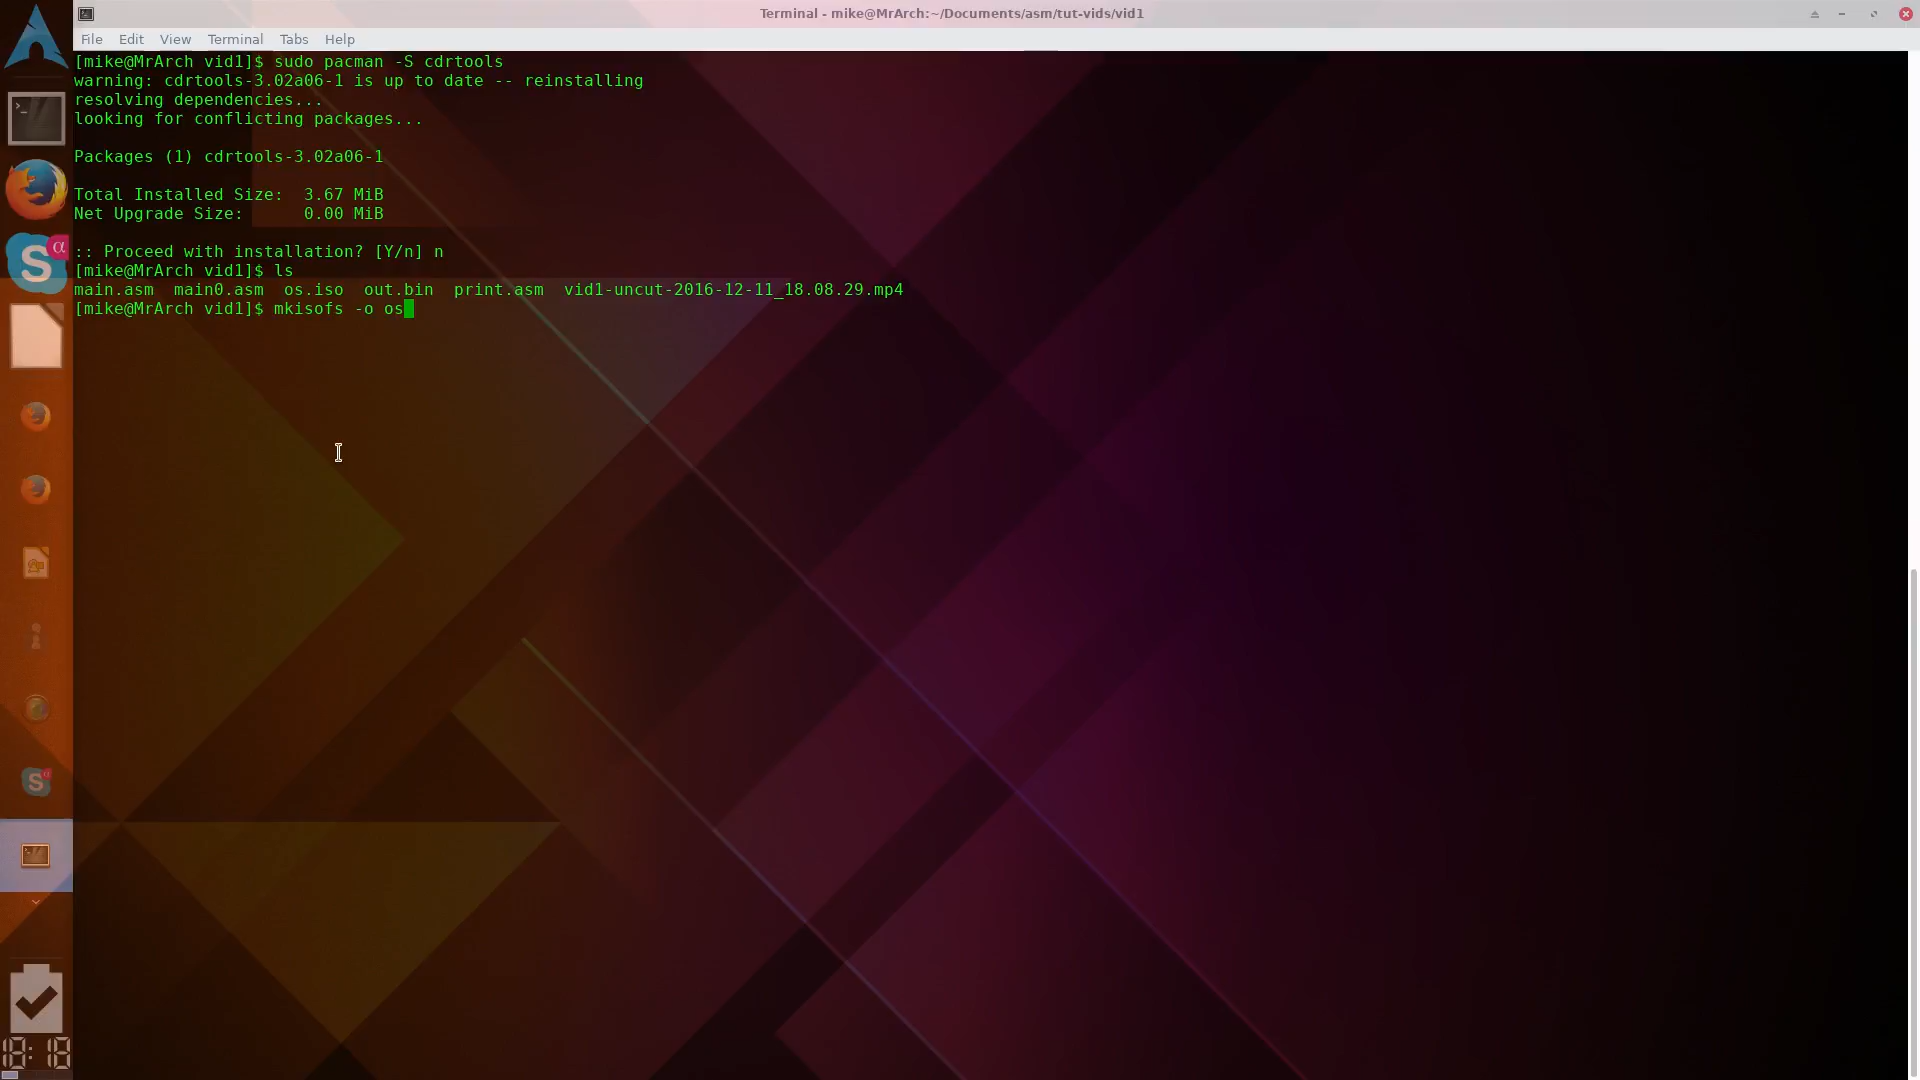 Terminal - mike@MrArch:~/Documents/asm/tut-vids/vid1
File Edit View Terminal Tabs Help
[mike@MrArch vid1]$ sudo pacman -S cdrtools
warning: cdrtools-3.02a06-1 is up to date -- reinstalling
resolving dependencies...
looking for conflicting packages...
Packages (1) cdrtools-3.02a06-1
Total Installed Size:  3.67 MiB
Net Upgrade Size:      0.00 MiB
:: Proceed with installation? [Y/n] n
[mike@MrArch vid1]$ ls
main.asm  main0.asm  os.iso  out.bin  print.asm  vid1-uncut-2016-12-11_18.08.29.mp4
[mike@MrArch vid1]$ mkisofs -o os
18:18